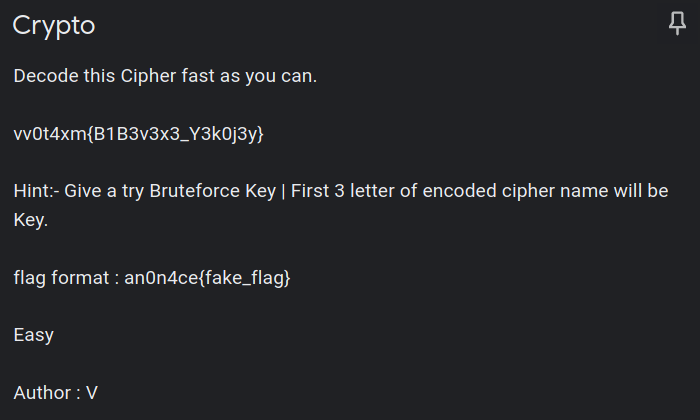 Crypto
Decode this Cipher fast as you can.
vv0t4xm{B1B3v3x3_Y3k0j3y}
Hint:- Give a try Bruteforce Key | First 3 letter of encoded cipher name will be
Key.
flag format : an0n4ce{fake_flag}
Easy
Author : V